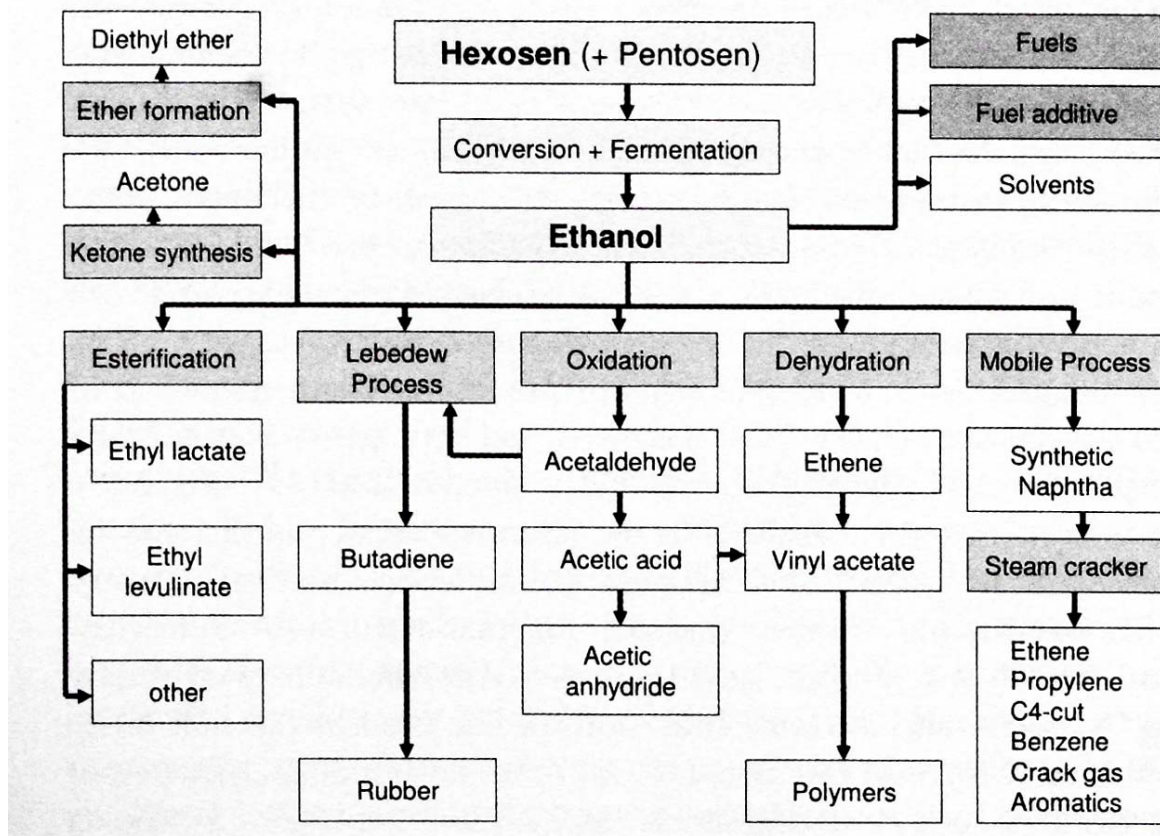 Diethyl ether
Ether formation
Acetone
Ketone synthesis
Hexosen (+ Pentosen)
Conversion + Fermentation
Ethanol
Fuels
Fuel additive
Solvents
Esterification
Ethyl lactate
Ethyl
levulinate
other
Lebedew
Process
Butadiene
Rubber
Oxidation
Acetaldehyde
Acetic acid
Acetic
anhydride
Dehydration
Ethene
Vinyl acetate
Polymers
Mobile Process
Synthetic
Naphtha
Steam cracker
Ethene
Propylene
C4-cut
Benzene
Crack gas
Aromatics